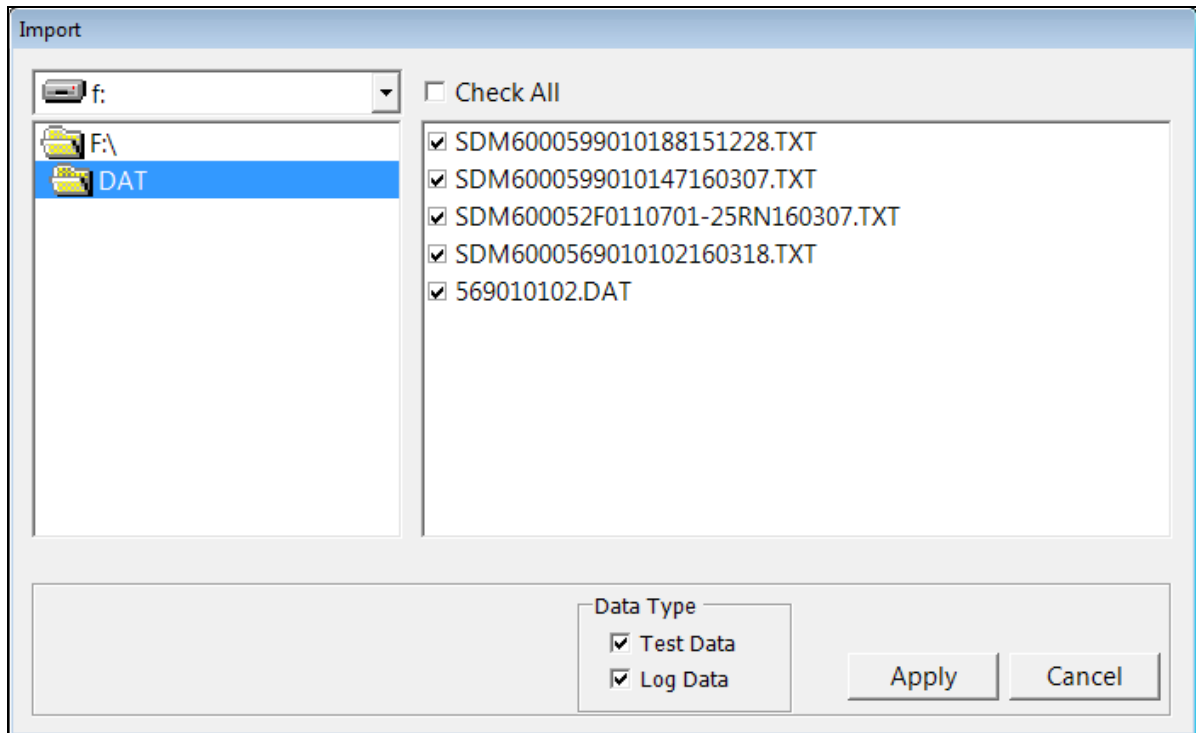 Import
f:
Check All
F:\
DAT
SDM6000599010188151228.TXT
SDM6000599010147160307.TXT
SDM600052F0110701-25RN160307.TXT
SDM6000569010102160318.TXT
569010102.DAT
Data Type
Test Data
Log Data
Apply
Cancel